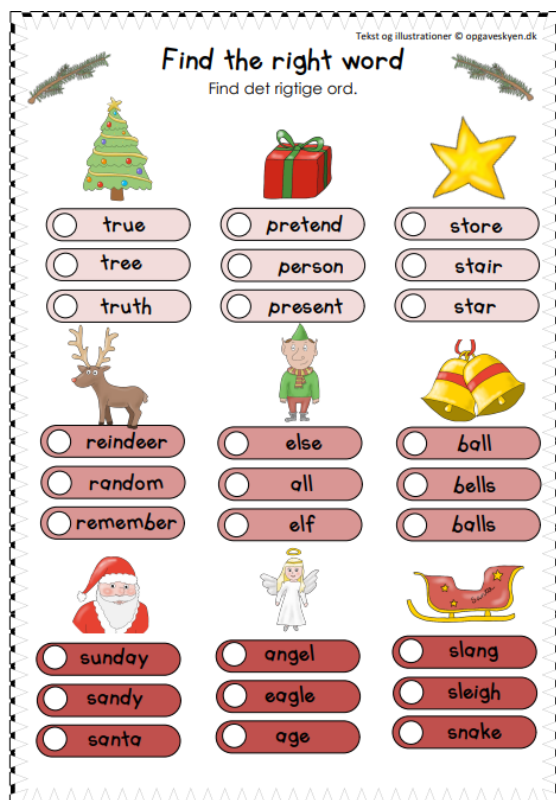 Tekst og illustrationer © opgaveskyen.dk
Find the right word
Find det rigtige ord.
true
tree
truth
pretend
person
present
store
stair
star
reindeer
random
remember
else
all
elf
ball
bells
balls
sunday
sandy
santa
angel
eagle
age
slang
sleigh
snake